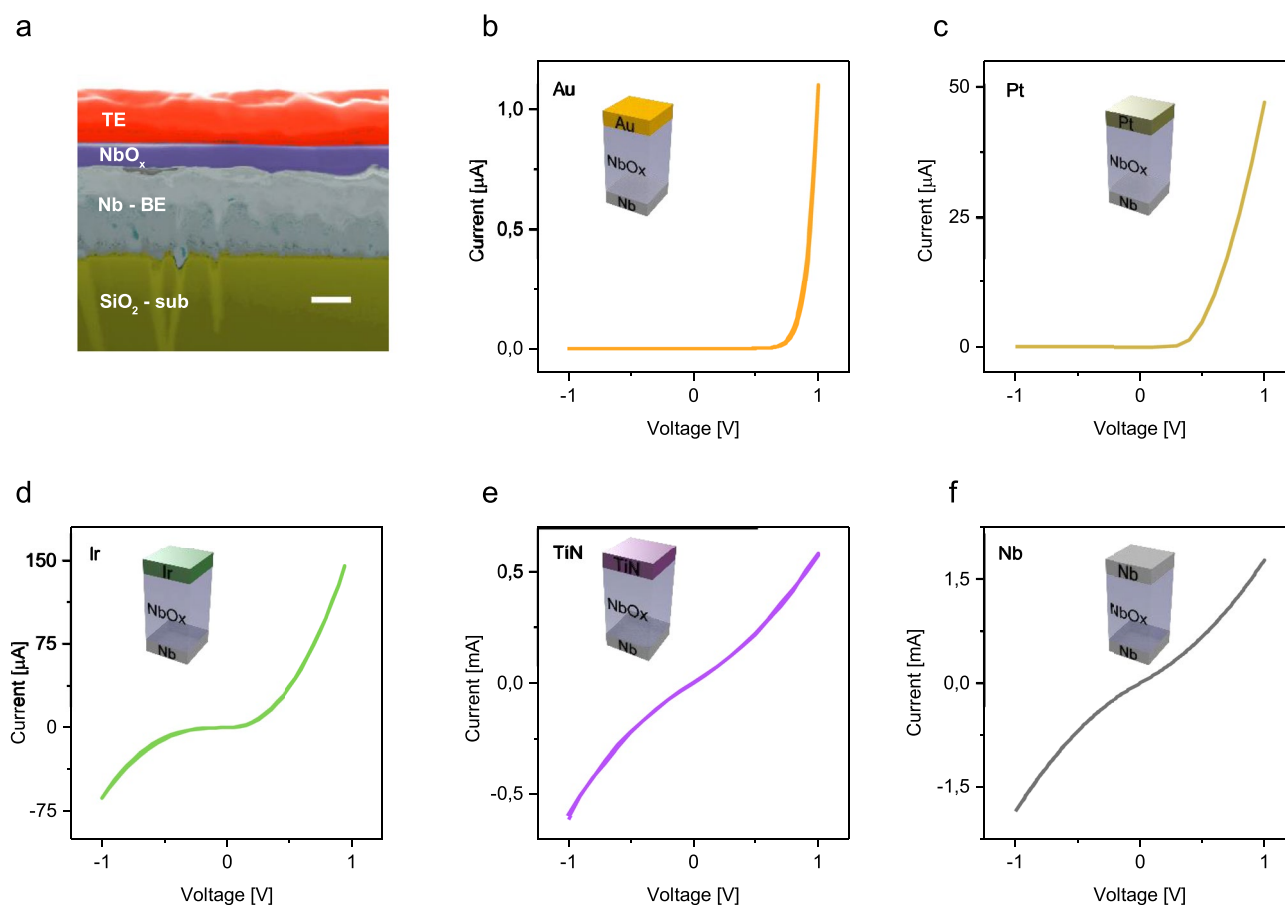 a
TE
NbOx
Nb - BE
SiO2 - sub
b
Au
Au
NbOx
Nb
Current [µA]
1,0
0,5
0,0
-1 0 1
Voltage [V]
c
Pt
Pt
NbOx
Nb
Current [µA]
50
25
0
-1 0 1
Voltage [V]
d
Ir
Ir
NbOx
Nb
Current [µA]
150
75
0
-75
-1 0 1
Voltage [V]
e
TiN
TiN
NbOx
Nb
Current [mA]
0,5
0,0
-0,5
-1 0 1
Voltage [V]
f
Nb
Nb
NbOx
Nb
Current [mA]
1,5
0,0
-1,5
-1 0 1
Voltage [V]